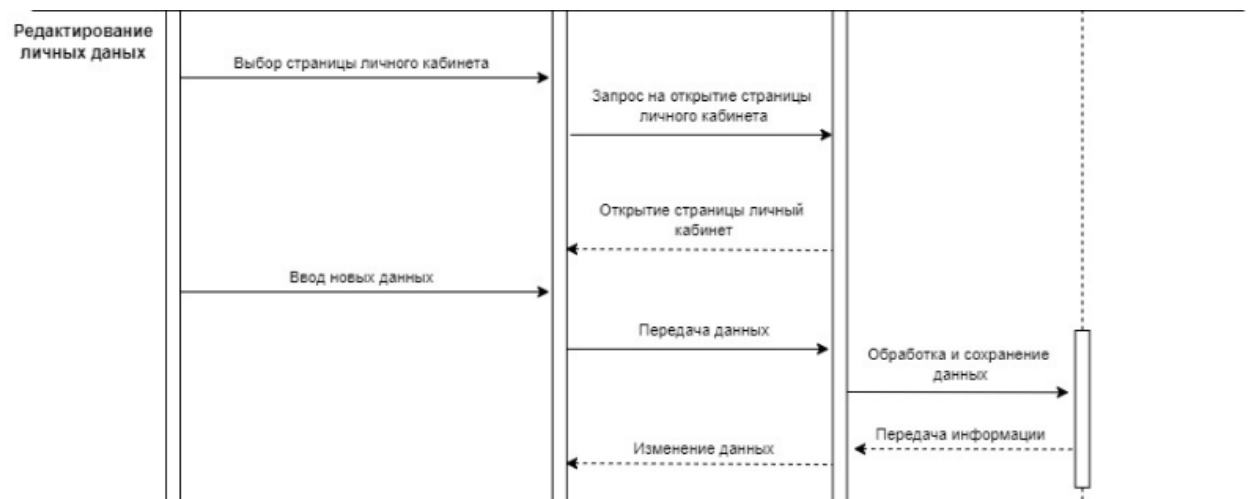 Редактирование
личных даных
Выбор страницы личного кабинета
Запрос на открытие страницы
личного кабинета
Открытие страницы личный
кабинет
Ввод новых данных
Передача данных
Обработка и сохранение
данных
Передача информации
Изменение данных